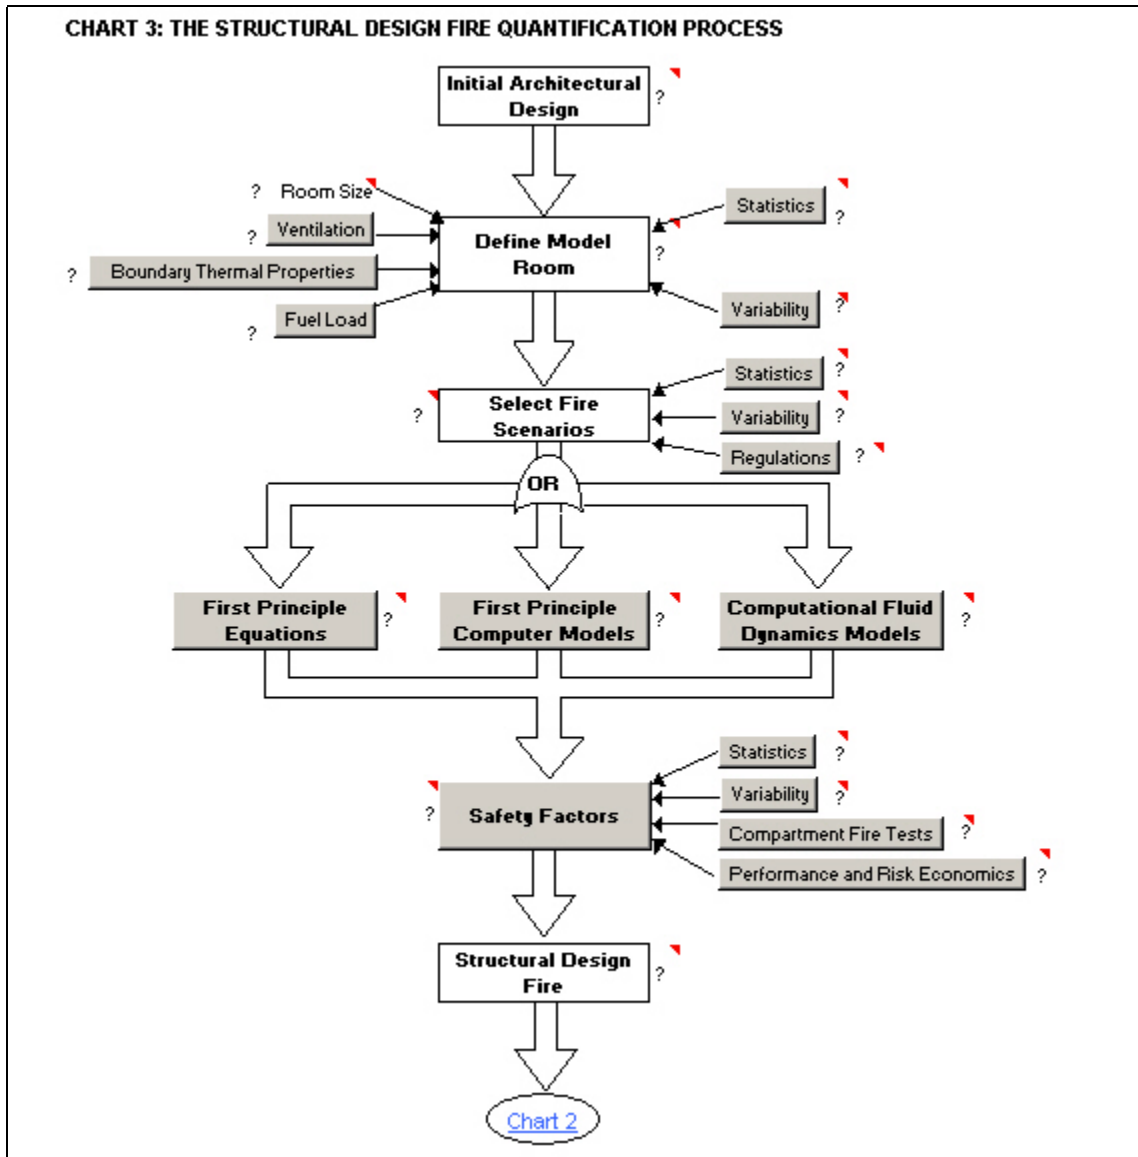 CHART 3: THE STRUCTURAL DESIGN FIRE QUANTIFICATION PROCESS
Initial Architectural
Design
?
? Room Size
? Ventilation
? Boundary Thermal Properties
? Fuel Load
Define Model
Room
?
Statistics
?
Variability ?
? Select Fire
Scenarios
Statistics ?
Variability ?
Regulations ?
OR
First Principle
Equations
?
First Principle
Computer Models
?
Computational Fluid
Dynamics Models
?
? Safety Factors
Statistics ?
Variability ?
Compartment Fire Tests ?
Performance and Risk Economics ?
Structural Design
Fire
?
Chart 2